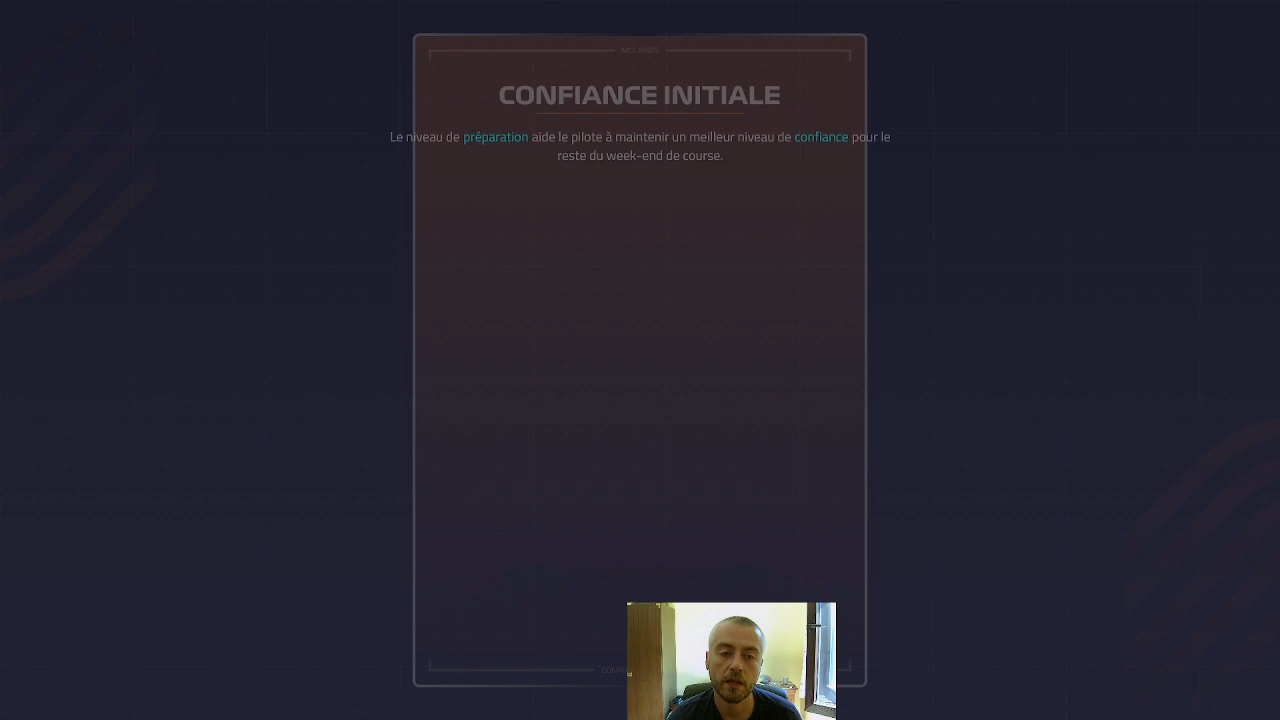 MCLAREN
CONFIANCE INITIALE
Le niveau de préparation aide le pilote à maintenir un meilleur niveau de confiance pour le
reste du week-end de course.